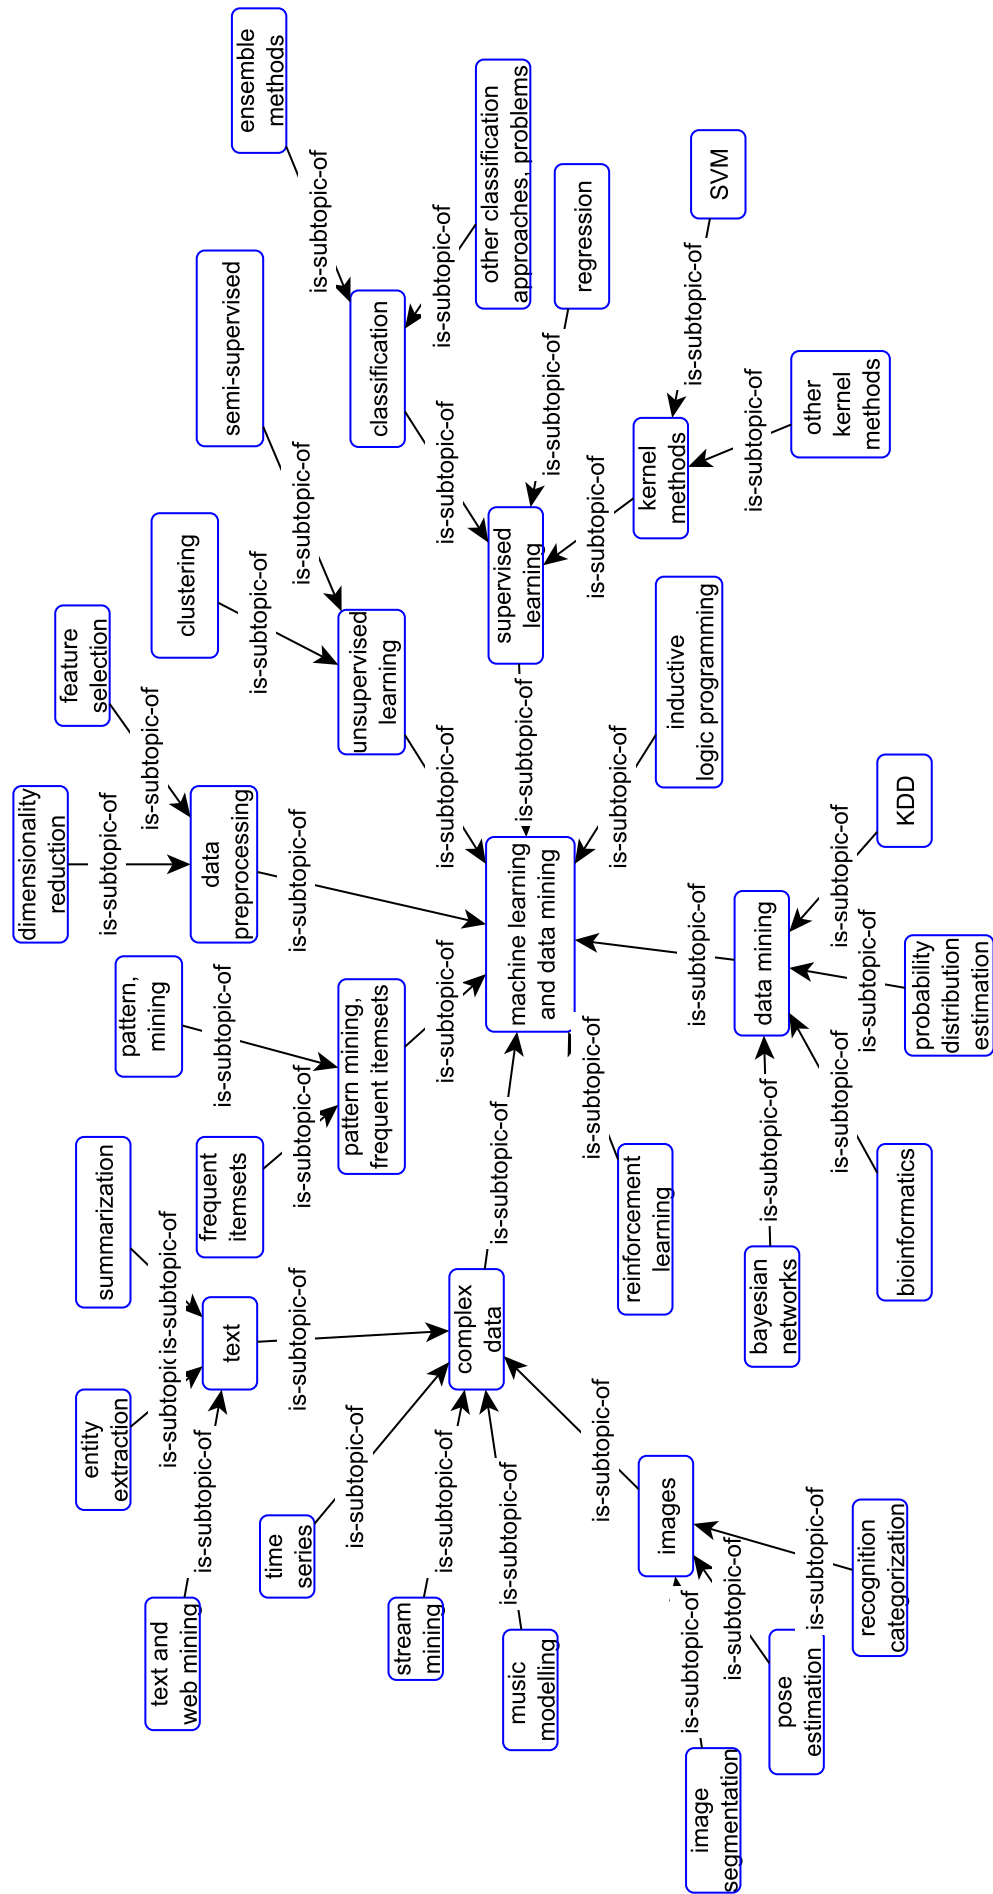 dimensionality
reduction
feature
selection
entity
extraction
summarization
is-subtopic-of
pattern,
mining
is-subtopic-of
text and
web mining
is-subtopic-of
is-subtopic-of
clustering
is-subtopic-of
frequent
itemsets
is-subtopic-of
data
preprocessing
text
semi-supervised
ensemble
methods
is-subtopic-of
time
series
is-subtopic-of
is-subtopic-of
is-subtopic-of
is-subtopic-of
is-subtopic-of
is-subtopic-of
pattern mining,
frequent itemsets
unsupervised
learning
classification
stream
mining
is-subtopic-of
is-subtopic-of
is-subtopic-of
is-subtopic-of
is-subtopic-of
complex
data
is-subtopic-of
music
modelling
is-subtopic-of
machine learning
and data mining
is-subtopic-of
supervised
learning
other classification
approaches, problems
is-subtopic-of
regression
is-subtopic-of
is-subtopic-of
is-subtopic-of
is-subtopic-of
reinforcement
learning
images
inductive
logic programming
kernel
methods
is-subtopic-of
is-subtopic-of
is-subtopic-of
SVM
image
segmentation
is-subtopic-of
is-subtopic-of
data mining
is-subtopic-of
bayesian
networks
pose
estimation
is-subtopic-of
is-subtopic-of
is-subtopic-of
other
kernel
methods
is-subtopic-of
recognition
categorization
bioinformatics
KDD
probability
distribution
estimation